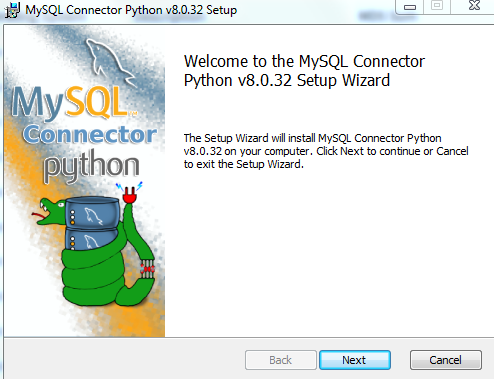 MySQL Connector Python v8.0.32 Setup
Welcome to the MySQL Connector
Python v8.0.32 Setup Wizard
MySQL
Connector
python
The Setup Wizard will install MySQL Connector Python
v8.0.32 on your computer. Click Next to continue or Cancel
to exit the Setup Wizard.
Back Next Cancel